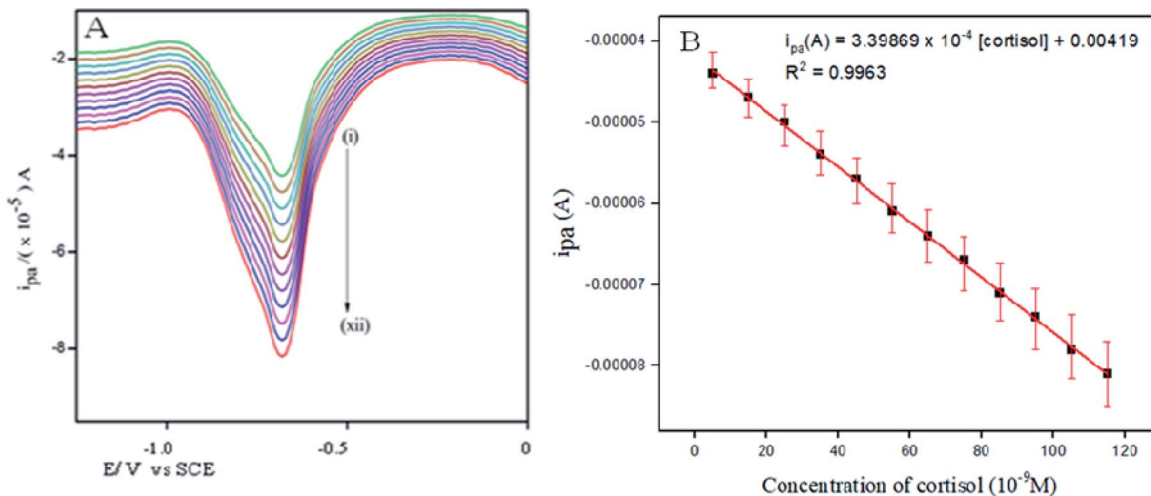 A
-2
-4
-6
-8
i_pa/(× 10^-5) A
(i)
(xii)
-1.0
-0.5
0
E/V vs SCE
B
i_pa(A) = 3.39869 x 10^-4 [cortisol] + 0.00419
R^2 = 0.9963
-0.00004
-0.00005
-0.00006
-0.00007
-0.00008
ipa (A)
0 20 40 60 80 100 120
Concentration of cortisol (10^-9M)